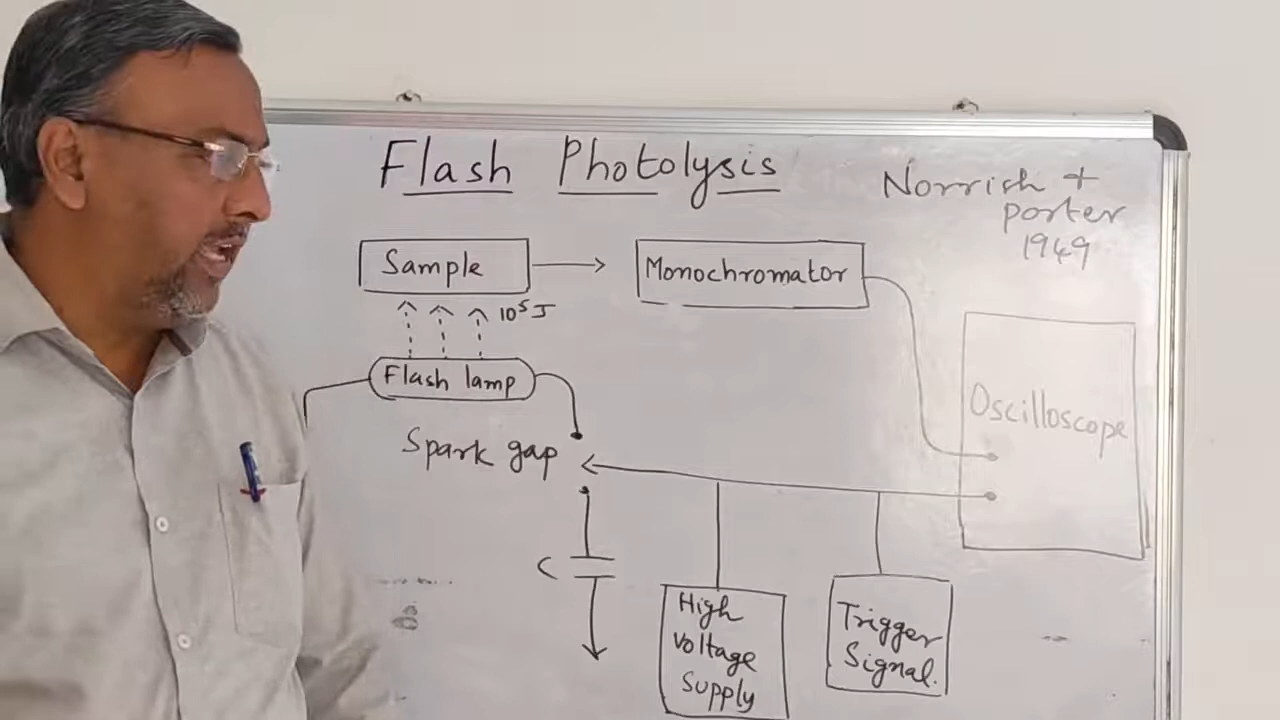 Flash Photolysis
Norrish +
porter
1949
Sample
Monochromator
10⁵ J
Flash lamp
Oscilloscope
Spark gap
C
High
voltage
Supply
Trigger
Signal.